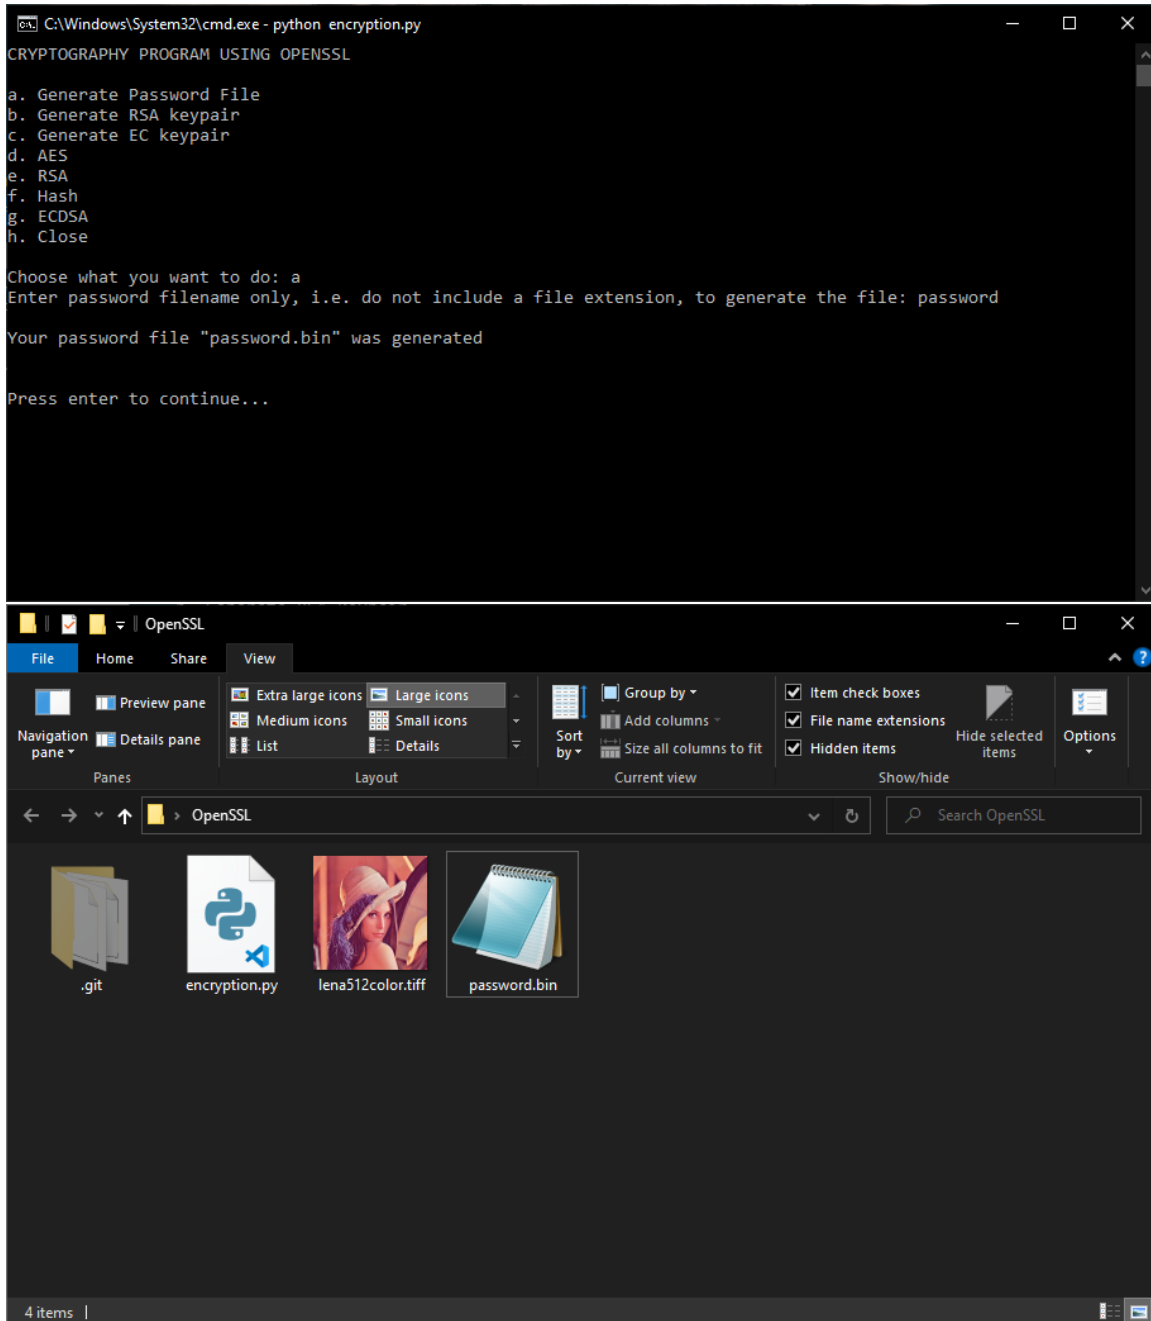 C:\Windows\System32\cmd.exe - python encryption.py
CRYPTOGRAPHY PROGRAM USING OPENSSL
a. Generate Password File
b. Generate RSA keypair
c. Generate EC keypair
d. AES
e. RSA
f. Hash
g. ECDSA
h. Close
Choose what you want to do: a
Enter password filename only, i.e. do not include a file extension, to generate the file: password
Your password file "password.bin" was generated
Press enter to continue...
OpenSSL
File Home Share View
Preview pane
Details pane
Navigation pane
Panes
Extra large icons Large icons
Medium icons Small icons
List Details
Layout
Sort by
Group by
Add columns
Size all columns to fit
Current view
Item check boxes
File name extensions
Hidden items
Hide selected items
Show/hide
Options
OpenSSL
Search OpenSSL
.git encryption.py lena512color.tiff password.bin
4 items